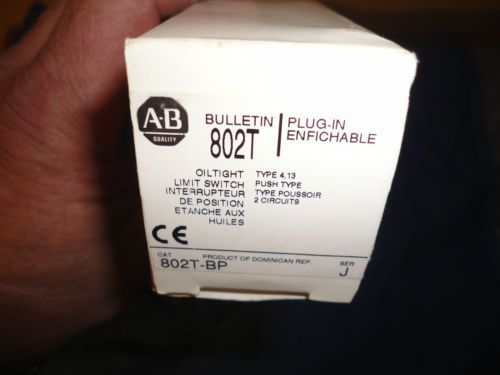 A-B
QUALITY
BULLETIN
802T
PLUG-IN
ENFICHABLE
OILTIGHT
LIMIT SWITCH
INTERRUPTEUR
DE POSITION
ETANCHE AUX
HUILES
TYPE 4,13
PUSH TYPE
TYPE POUSSOIR
2 CIRCUITS
CE
CAT PRODUCT OF DOMINICAN REP. SER
802T-BP J